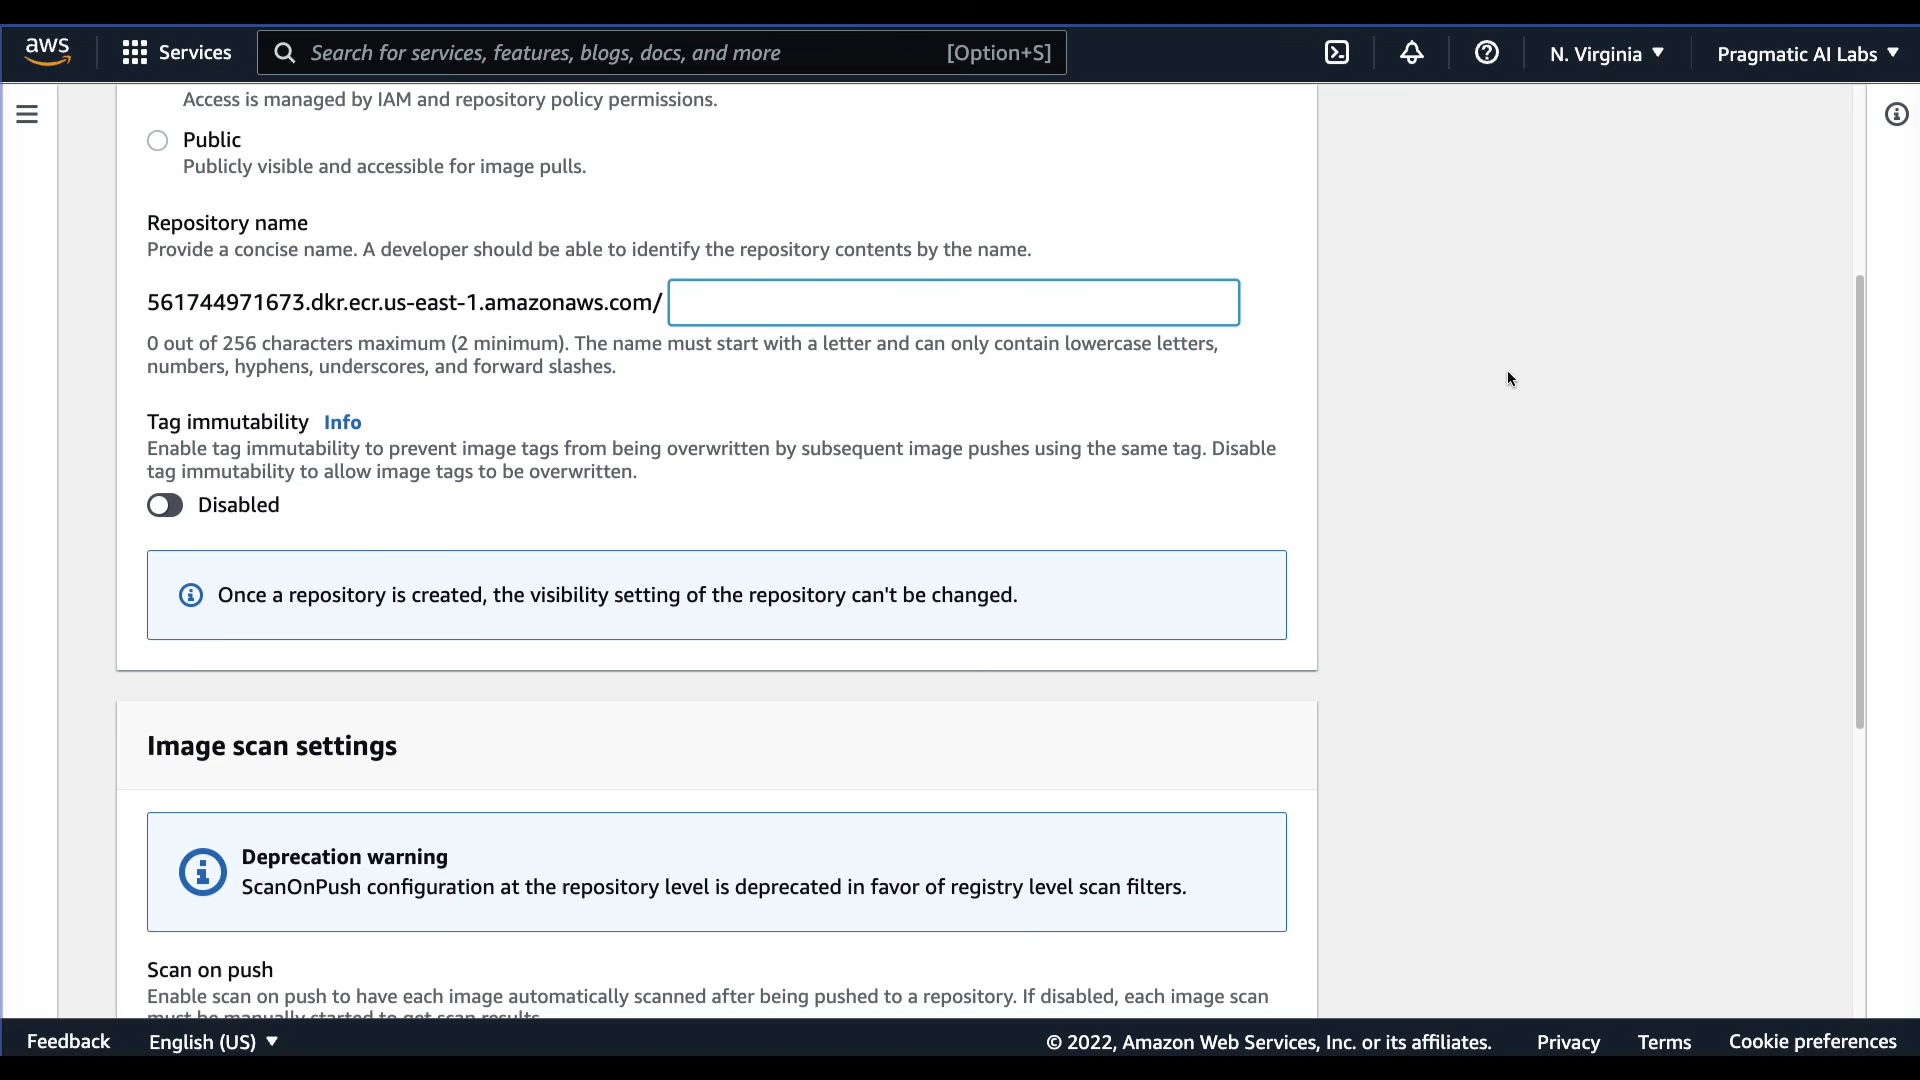 aws
Services
Search for services, features, blogs, docs, and more
[Option+S]
N. Virginia
Pragmatic AI Labs
Access is managed by IAM and repository policy permissions.
Public
Publicly visible and accessible for image pulls.
Repository name
Provide a concise name. A developer should be able to identify the repository contents by the name.
561744971673.dkr.ecr.us-east-1.amazonaws.com/
0 out of 256 characters maximum (2 minimum). The name must start with a letter and can only contain lowercase letters,
numbers, hyphens, underscores, and forward slashes.
Tag immutability Info
Enable tag immutability to prevent image tags from being overwritten by subsequent image pushes using the same tag. Disable
tag immutability to allow image tags to be overwritten.
Disabled
Once a repository is created, the visibility setting of the repository can't be changed.
Image scan settings
Deprecation warning
ScanOnPush configuration at the repository level is deprecated in favor of registry level scan filters.
Scan on push
Enable scan on push to have each image automatically scanned after being pushed to a repository. If disabled, each image scan
must be manually started to get scan results.
Feedback
English (US)
© 2022, Amazon Web Services, Inc. or its affiliates.
Privacy
Terms
Cookie preferences